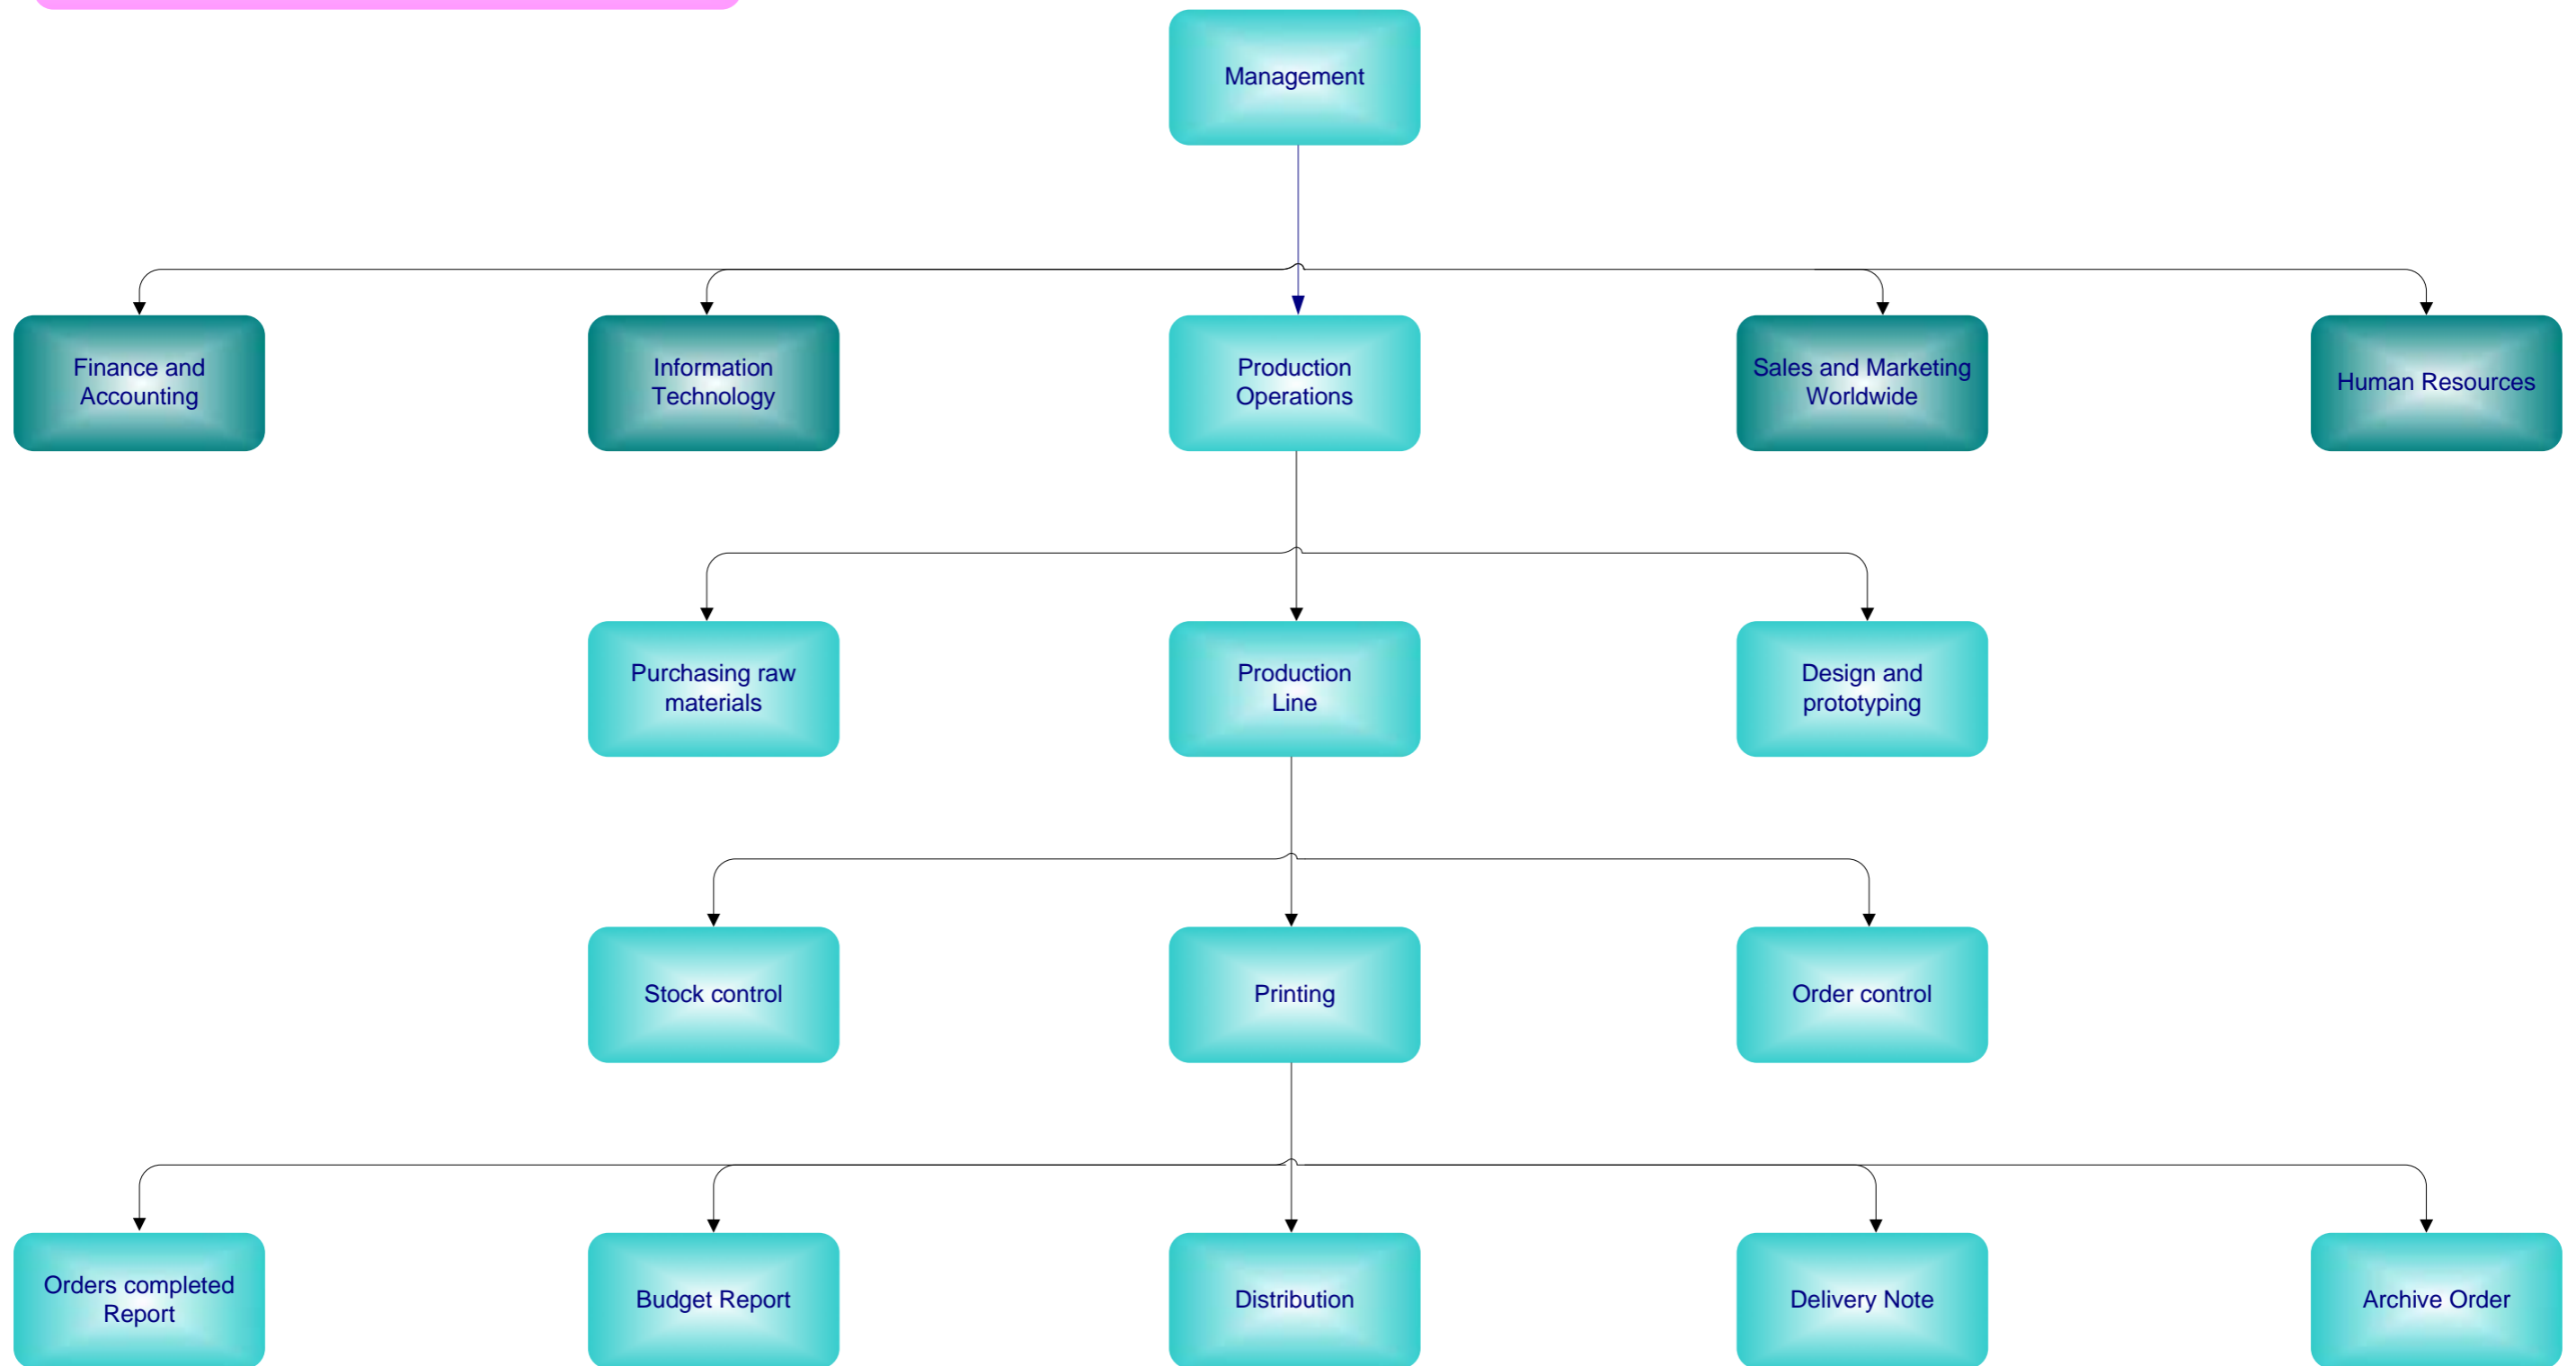 Management
Finance and
Accounting
Information
Technology
Production
Operations
Sales and Marketing
Worldwide
Human Resources
Purchasing raw
materials
Production
Line
Design and
prototyping
Stock control
Printing
Order control
Orders completed
Report
Budget Report
Distribution
Delivery Note
Archive Order